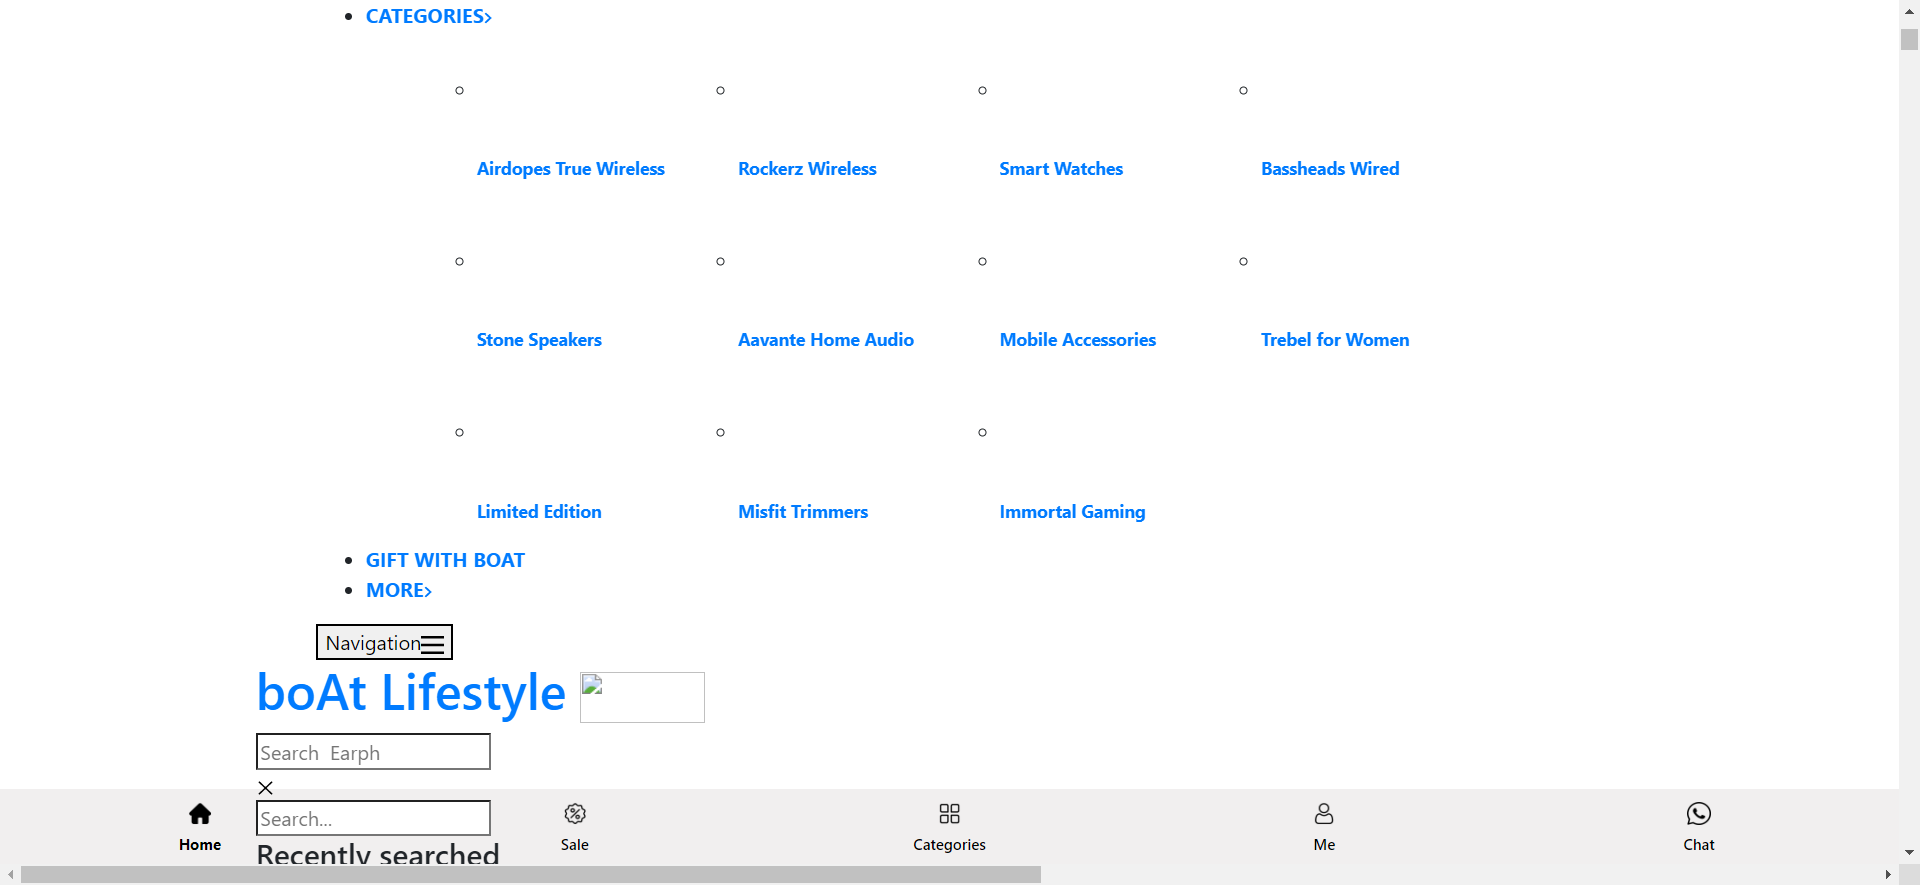 CATEGORIES›
Airdopes True Wireless
Rockerz Wireless
Smart Watches
Bassheads Wired
Stone Speakers
Aavante Home Audio
Mobile Accessories
Trebel for Women
Limited Edition
Misfit Trimmers
Immortal Gaming
GIFT WITH BOAT
MORE›
Navigation
boAt Lifestyle
Search Earph
Search...
Recently searched
Home
Sale
Categories
Me
Chat